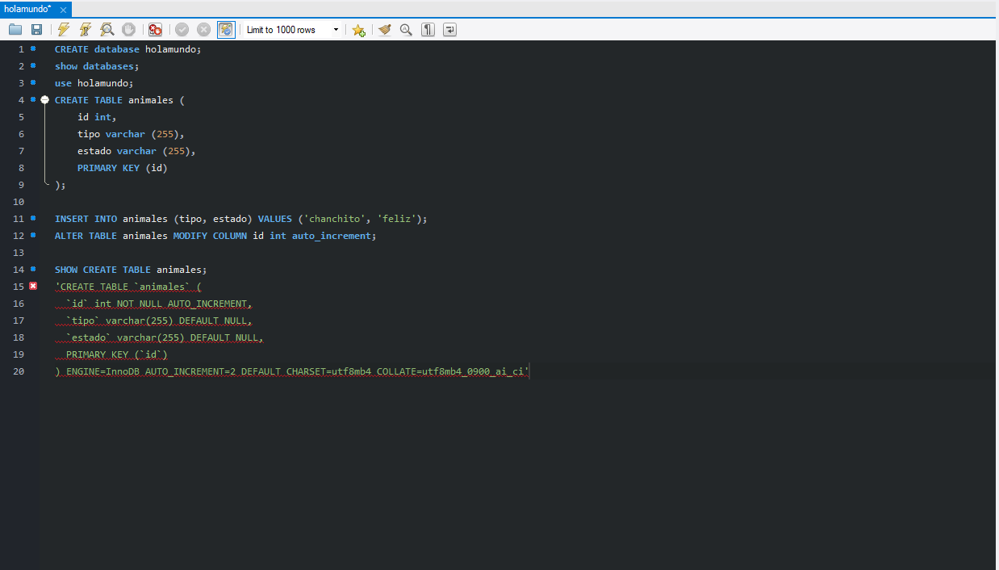 holamundo*
Limit to 1000 rows
1 CREATE database holamundo;
2 show databases;
3 use holamundo;
4 CREATE TABLE animales (
5 id int,
6 tipo varchar (255),
7 estado varchar (255),
8 PRIMARY KEY (id)
9 );
10
11 INSERT INTO animales (tipo, estado) VALUES ('chanchito', 'feliz');
12 ALTER TABLE animales MODIFY COLUMN id int auto_increment;
13
14 SHOW CREATE TABLE animales;
15 'CREATE TABLE `animales` (
16 `id` int NOT NULL AUTO_INCREMENT,
17 `tipo` varchar(255) DEFAULT NULL,
18 `estado` varchar(255) DEFAULT NULL,
19 PRIMARY KEY (`id`)
20 ) ENGINE=InnoDB AUTO_INCREMENT=2 DEFAULT CHARSET=utf8mb4 COLLATE=utf8mb4_0900_ai_ci'